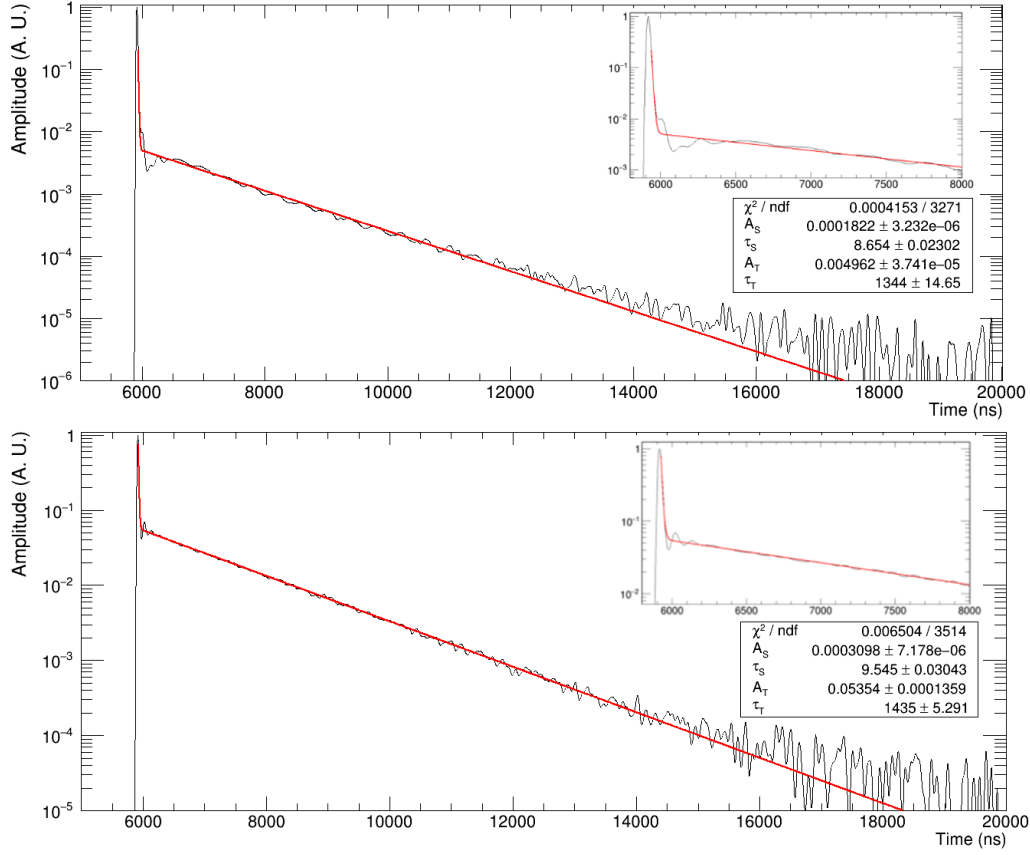 Amplitude (A. U.)
1
10⁻¹
10⁻²
10⁻³
10⁻⁴
10⁻⁵
10⁻⁶
6000 8000 10000 12000 14000 16000 18000 20000
Time (ns)
1
10⁻¹
10⁻²
10⁻³
6000 6500 7000 7500 8000
χ² / ndf 0.0004153 / 3271
A_S 0.0001822 ± 3.232e−06
τ_S 8.654 ± 0.02302
A_T 0.004962 ± 3.741e−05
τ_T 1344 ± 14.65
Amplitude (A. U.)
1
10⁻¹
10⁻²
10⁻³
10⁻⁴
10⁻⁵
6000 8000 10000 12000 14000 16000 18000 20000
Time (ns)
1
10⁻¹
10⁻²
6000 6500 7000 7500 8000
χ² / ndf 0.006504 / 3514
A_S 0.0003098 ± 7.178e−06
τ_S 9.545 ± 0.03043
A_T 0.05354 ± 0.0001359
τ_T 1435 ± 5.291